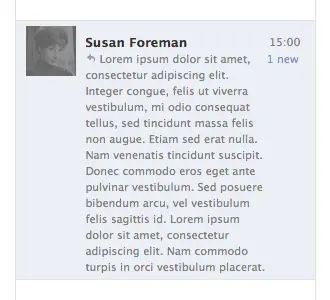 Susan Foreman 15:00
Lorem ipsum dolor sit amet, 1 new
consectetur adipiscing elit.
Integer congue, felis ut viverra
vestibulum, mi odio consequat
tellus, sed tincidunt massa felis
non augue. Etiam sed erat nulla.
Nam venenatis tincidunt suscipit.
Donec commodo eros eget ante
pulvinar vestibulum. Sed posuere
bibendum arcu, vel vestibulum
felis sagittis id. Lorem ipsum
dolor sit amet, consectetur
adipiscing elit. Nam commodo
turpis in orci vestibulum placerat.